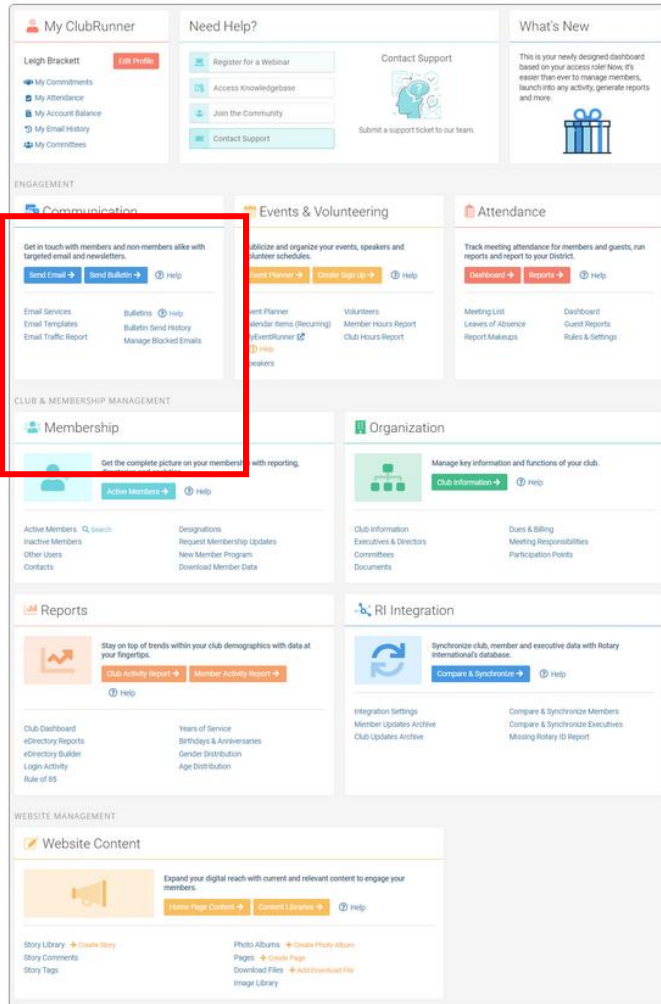 My ClubRunner
Leigh Brackett
Edit Profile
My Commitments
My Attendance
My Account Balance
My Email History
My Committees
Need Help?
Register for a Webinar
Access Knowledgebase
Join the Community
Contact Support
Contact Support
Submit a support ticket to our team.
What's New
This is your newly designed dashboard
based on your access role! Now, it's
easier than ever to manage members,
launch into any activity, generate reports
and more.
ENGAGEMENT
Communication
Get in touch with members and non-members alike with
targeted email and newsletters.
Send Email → Send Bulletin → Help
Email Services
Email Templates
Email Traffic Report
Bulletins Help
Bulletin Send History
Manage Blocked Emails
Events & Volunteering
ublicize and organize your events, speakers and
olunteer schedules.
vent Planner → Create Sign Up → Help
vent Planner
alendar Items (Recurring)
yEventRunner
Help
peakers
Volunteers
Member Hours Report
Club Hours Report
Attendance
Track meeting attendance for members and guests, run
reports and report to your District.
Dashboard → Reports → Help
Meeting List
Leaves of Absence
Report Makeups
Dashboard
Guest Reports
Rules & Settings
CLUB & MEMBERSHIP MANAGEMENT
Membership
Get the complete picture on your membership with reporting,
Active Members → Help
Active Members Search
Inactive Members
Other Users
Contacts
Designations
Request Membership Updates
New Member Program
Download Member Data
Organization
Manage key information and functions of your club.
Club Information → Help
Club Information
Executives & Directors
Committees
Documents
Dues & Billing
Meeting Responsibilities
Participation Points
Reports
Stay on top of trends within your club demographics with data at
your fingertips.
Club Activity Report → Member Activity Report →
Help
Club Dashboard
eDirectory Reports
eDirectory Builder
Login Activity
Rule of 85
Years of Service
Birthdays & Anniversaries
Gender Distribution
Age Distribution
RI Integration
Synchronize club, member and executive data with Rotary
International's database.
Compare & Synchronize → Help
Integration Settings
Member Updates Archive
Club Updates Archive
Compare & Synchronize Members
Compare & Synchronize Executives
Missing Rotary ID Report
WEBSITE MANAGEMENT
Website Content
Expand your digital reach with current and relevant content to engage your
members.
Home Page Content → Content Libraries → Help
Story Library + Create Story
Story Comments
Story Tags
Photo Albums + Create Photo Album
Pages + Create Page
Download Files + Add Download File
Image Library